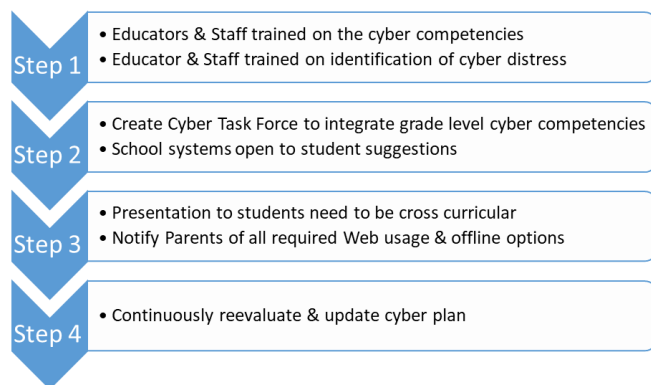 Step 1
• Educators & Staff trained on the cyber competencies
• Educator & Staff trained on identification of cyber distress
Step 2
• Create Cyber Task Force to integrate grade level cyber competencies
• School systems open to student suggestions
Step 3
• Presentation to students need to be cross curricular
• Notify Parents of all required Web usage & offline options
Step 4
• Continuously reevaluate & update cyber plan